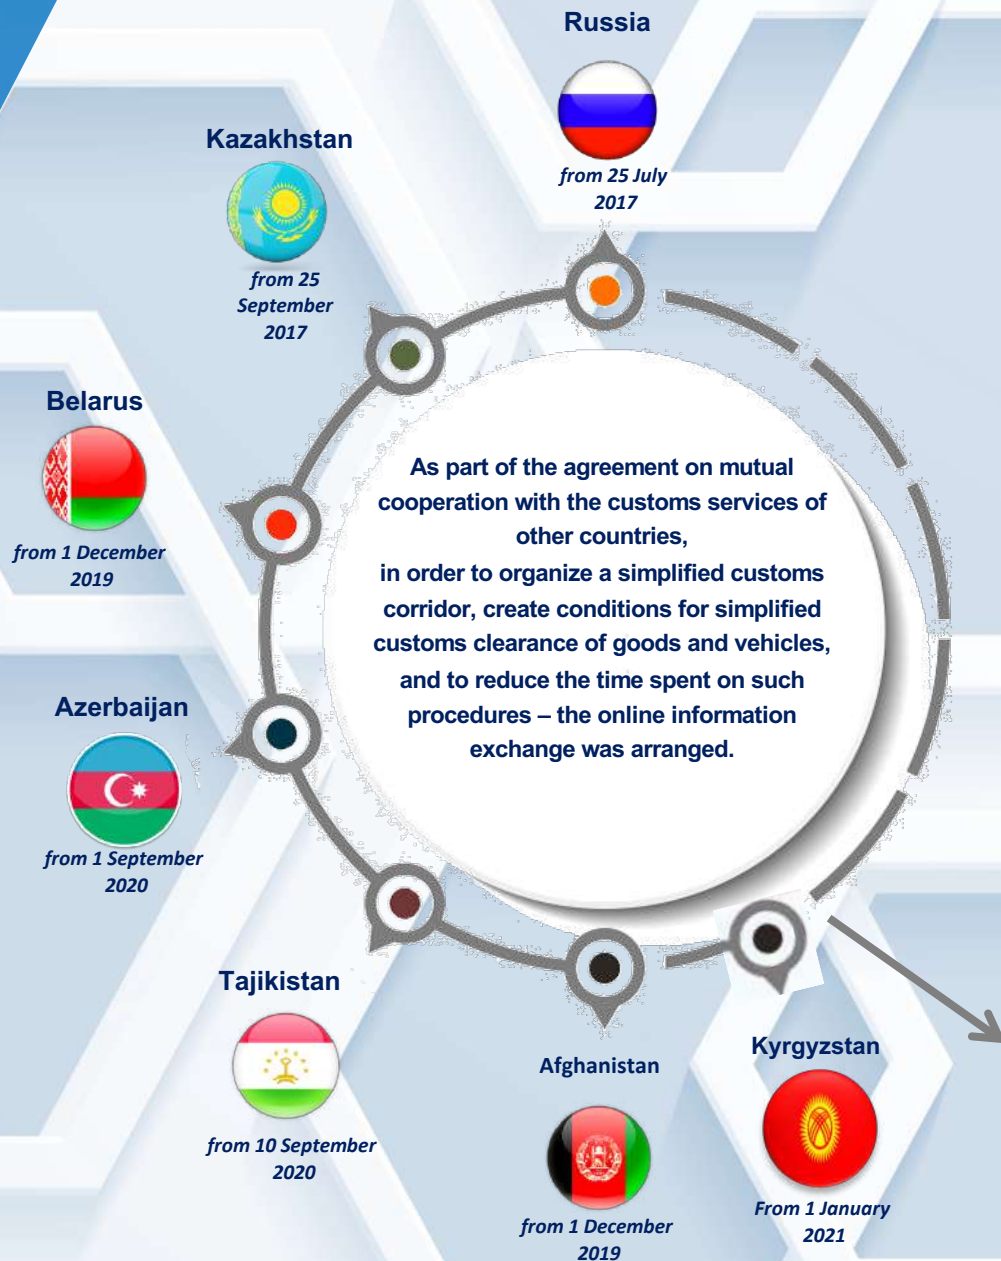 Russia
from 25 July
2017
Kazakhstan
from 25
September
2017
Belarus
from 1 December
2019
Azerbaijan
from 1 September
2020
Tajikistan
from 10 September
2020
Afghanistan
from 1 December
2019
Kyrgyzstan
From 1 January
2021
As part of the agreement on mutual
cooperation with the customs services of
other countries,
in order to organize a simplified customs
corridor, create conditions for simplified
customs clearance of goods and vehicles,
and to reduce the time spent on such
procedures – the online information
exchange was arranged.